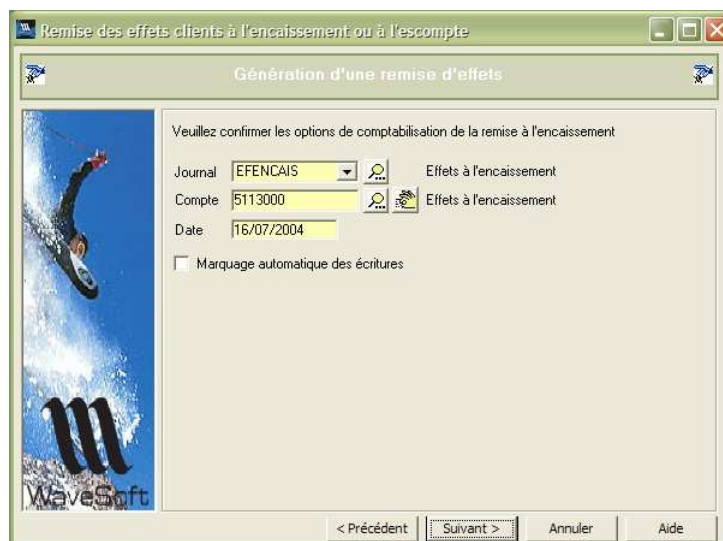 Remise des effets clients à l'encaissement ou à l'escompte
Génération d'une remise d'effets
Veuillez confirmer les options de comptabilisation de la remise à l'encaissement
Journal EFENCAIS Effets à l'encaissement
Compte 5113000 Effets à l'encaissement
Date 16/07/2004
Marquage automatique des écritures
WaveSoft
< Précédent Suivant > Annuler Aide